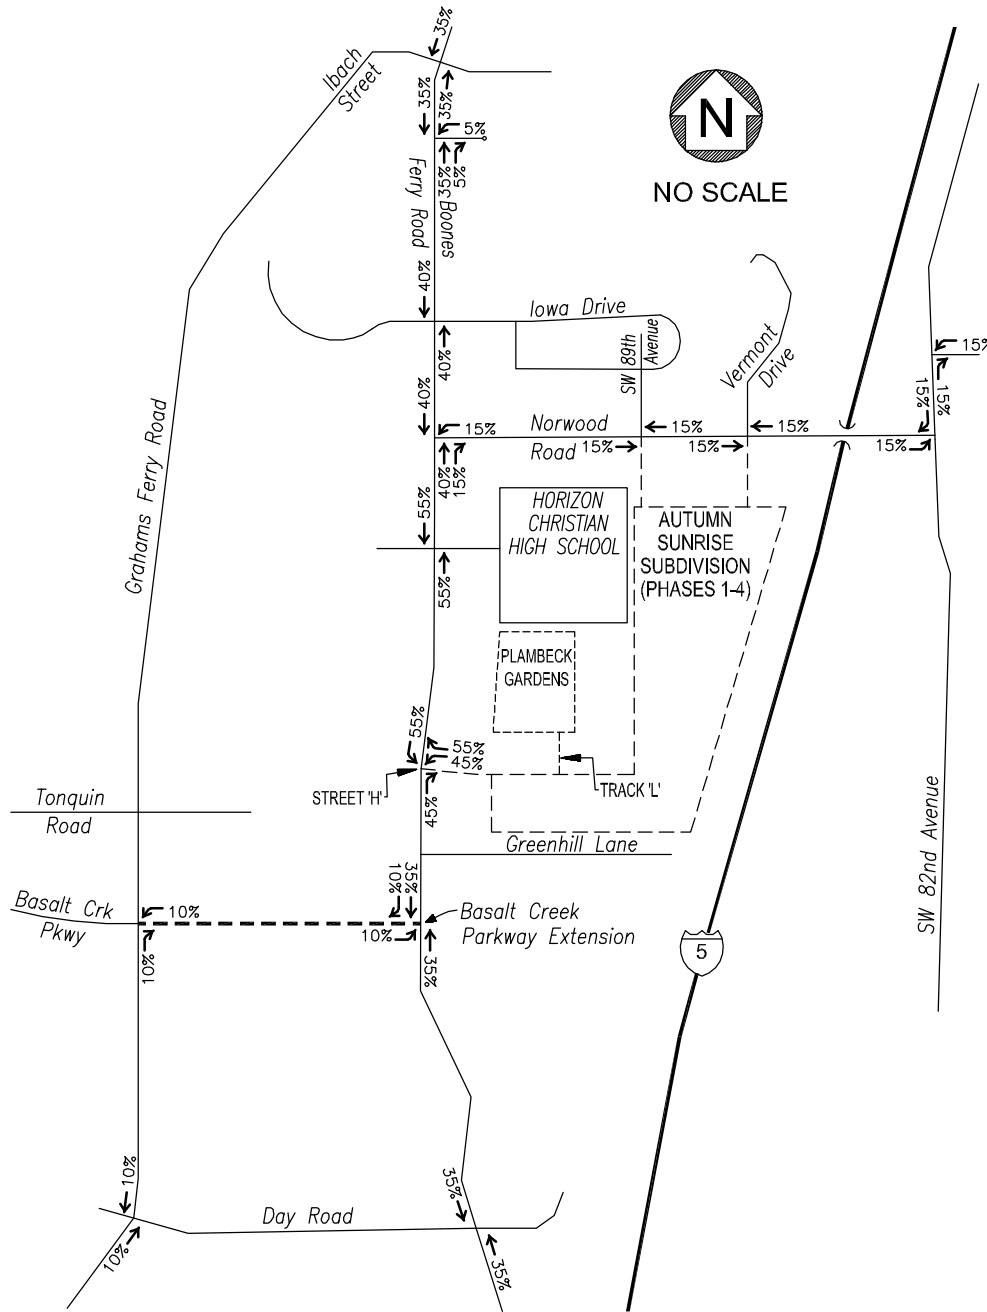 35%
Ibach
Street
35%
35%
5%
35%
5%
Ferry Road
Boones
N
NO SCALE
40%
Iowa Drive
40%
SW 89th
Avenue
Vermont
Drive
15%
15%
15%
40%
15%
Norwood
Road
15%
15%
15%
15%
15%
40%
15%
Grahams Ferry Road
55%
55%
HORIZON
CHRISTIAN
HIGH SCHOOL
AUTUMN
SUNRISE
SUBDIVISION
(PHASES 1-4)
PLAMBECK
GARDENS
55%
55%
45%
STREET 'H'
45%
TRACK 'L'
Tonquin
Road
Greenhill Lane
SW 82nd Avenue
10%
35%
Basalt Crk
Pkwy
10%
10%
Basalt Creek
Parkway Extension
10%
35%
5
10%
Day Road
10%
35%
35%